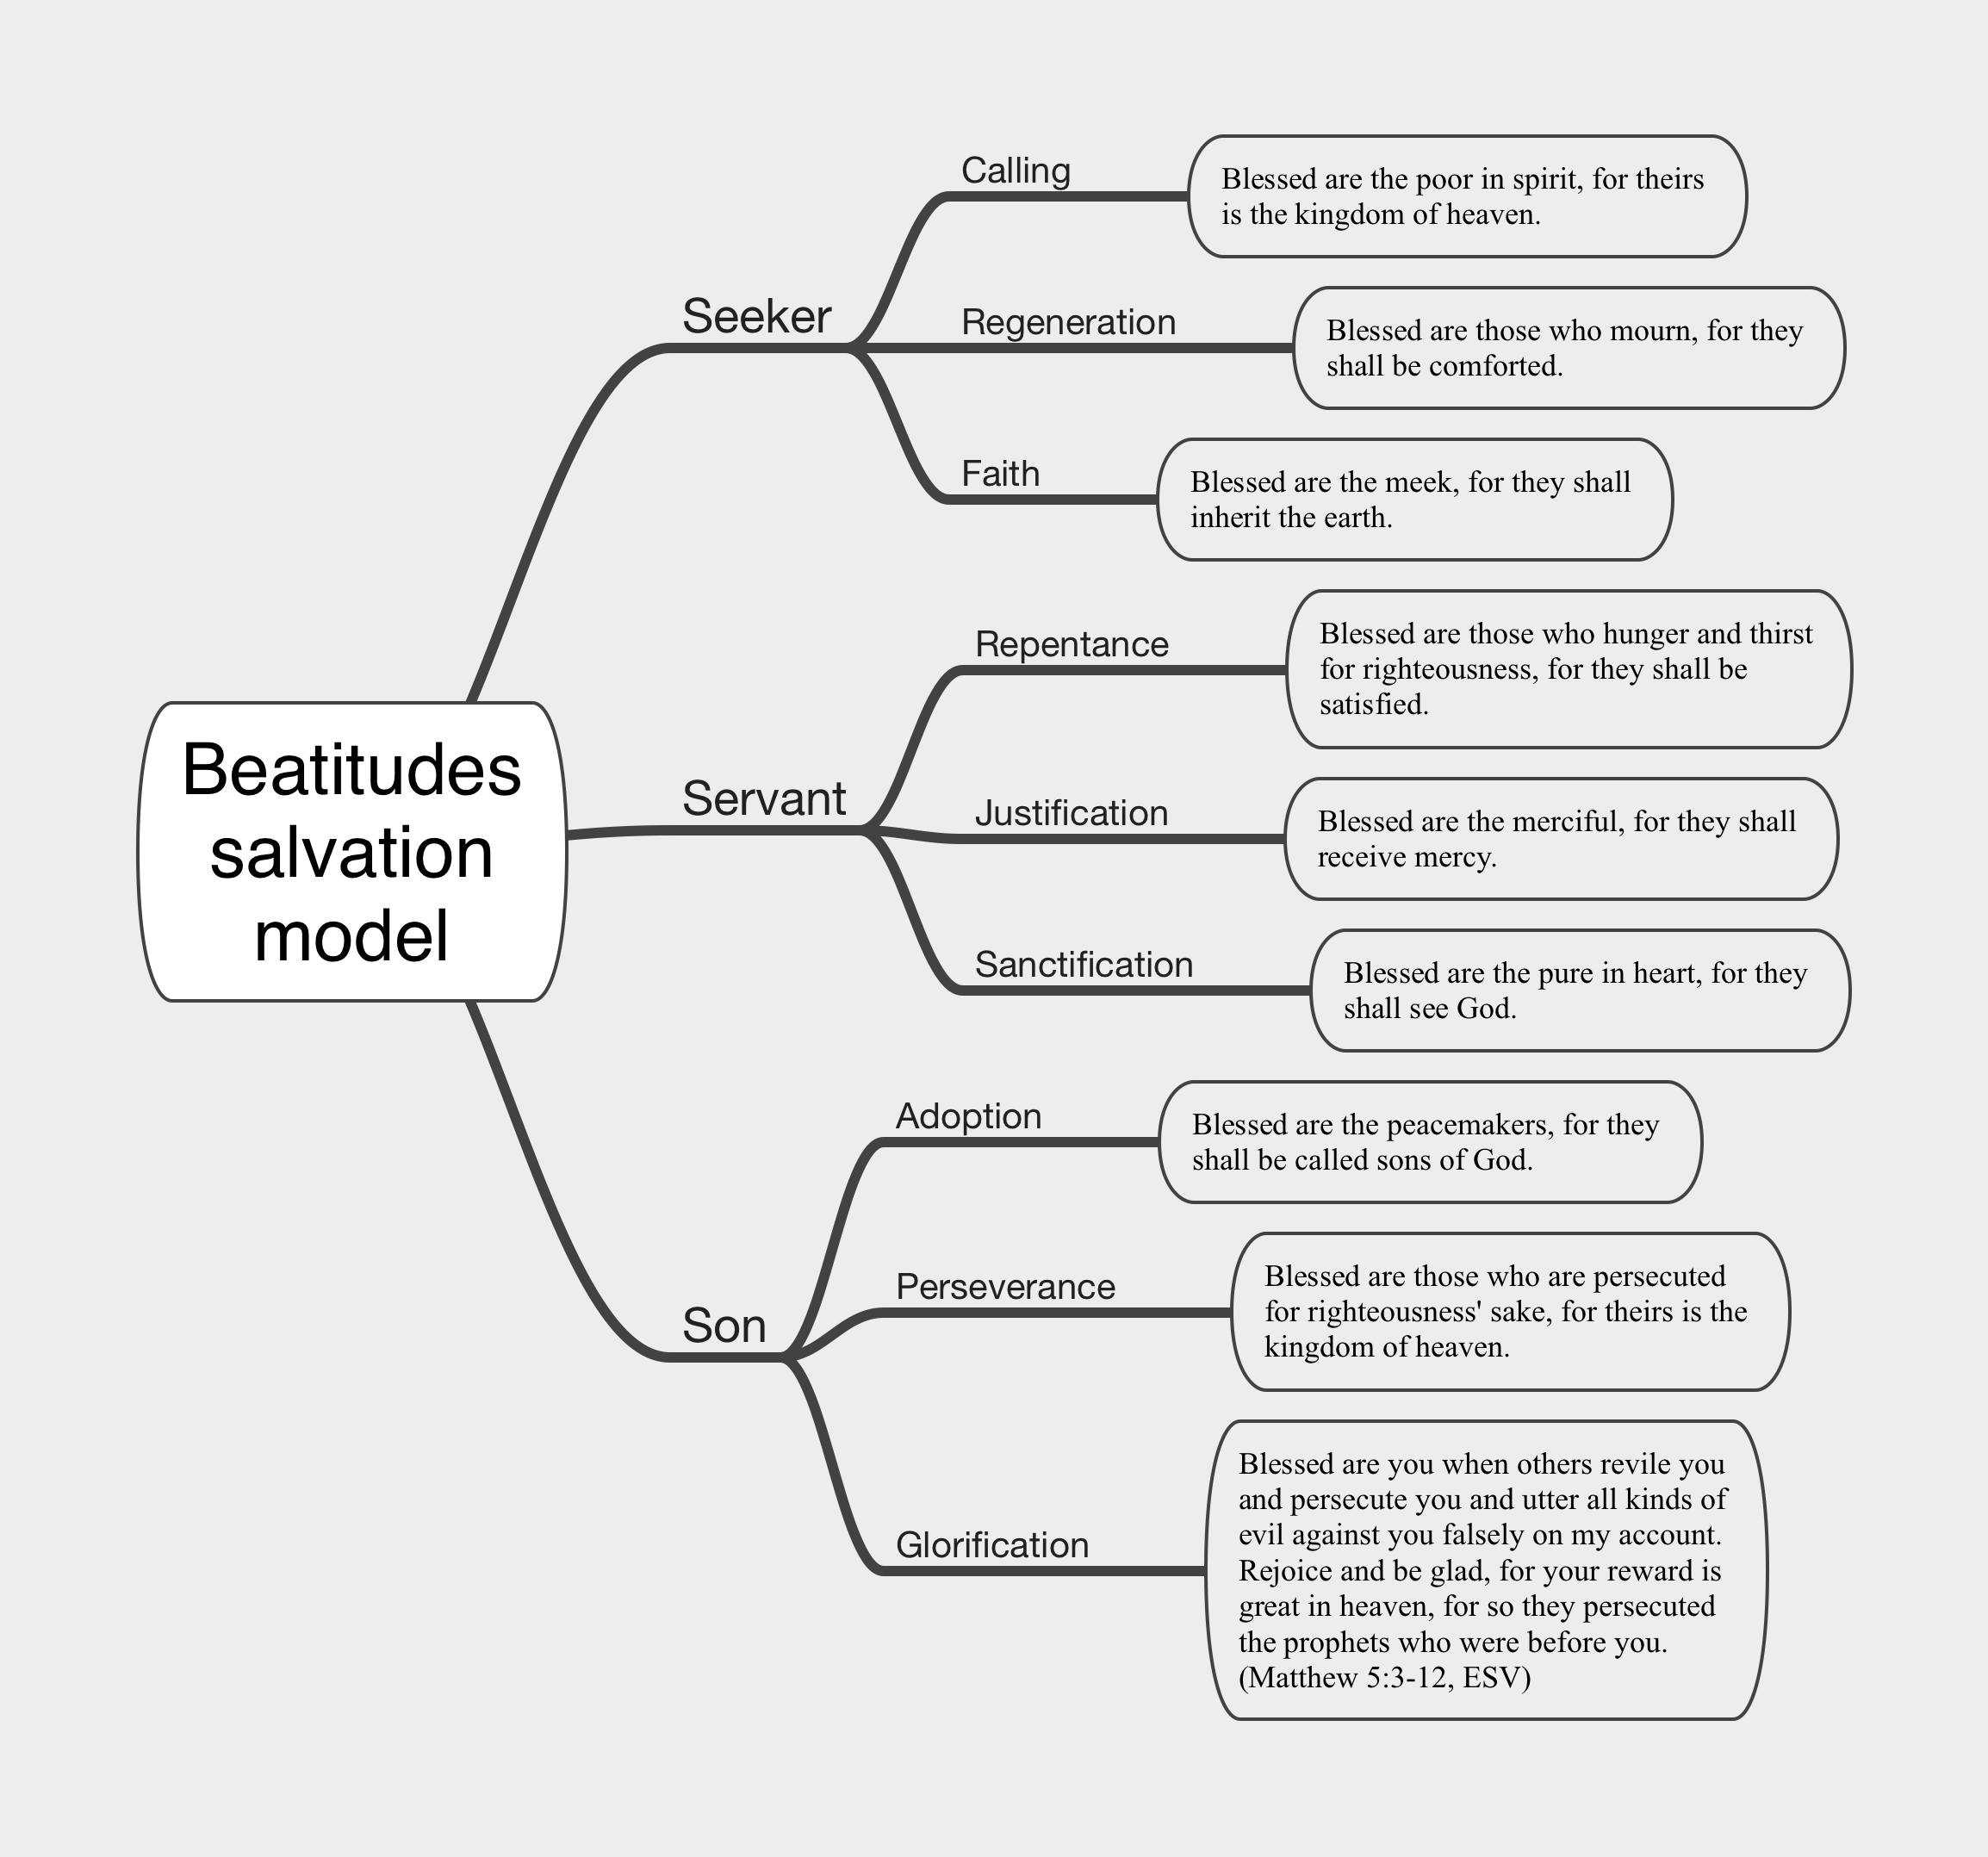 Beatitudes
salvation
model
Seeker
Calling
Blessed are the poor in spirit, for theirs
is the kingdom of heaven.
Regeneration
Blessed are those who mourn, for they
shall be comforted.
Faith
Blessed are the meek, for they shall
inherit the earth.
Servant
Repentance
Blessed are those who hunger and thirst
for righteousness, for they shall be
satisfied.
Justification
Blessed are the merciful, for they shall
receive mercy.
Sanctification
Blessed are the pure in heart, for they
shall see God.
Son
Adoption
Blessed are the peacemakers, for they
shall be called sons of God.
Perseverance
Blessed are those who are persecuted
for righteousness' sake, for theirs is the
kingdom of heaven.
Glorification
Blessed are you when others revile you
and persecute you and utter all kinds of
evil against you falsely on my account.
Rejoice and be glad, for your reward is
great in heaven, for so they persecuted
the prophets who were before you.
(Matthew 5:3-12, ESV)